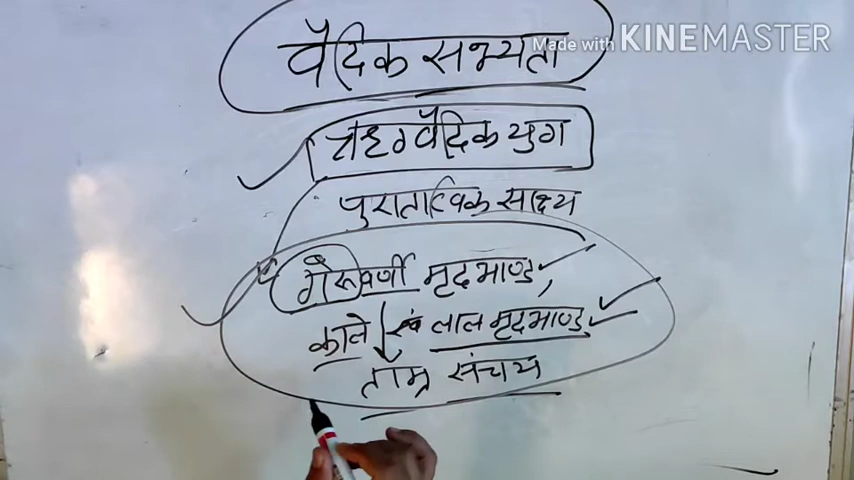 वैदिक सभ्यता
Made with KINEMASTER
ऋग्वैदिक युग
पुरातात्विक साक्ष्य
गैरूवर्णी मृदभाण्ड,
काले एवं लाल मृदभाण्ड
ताम्र संचय